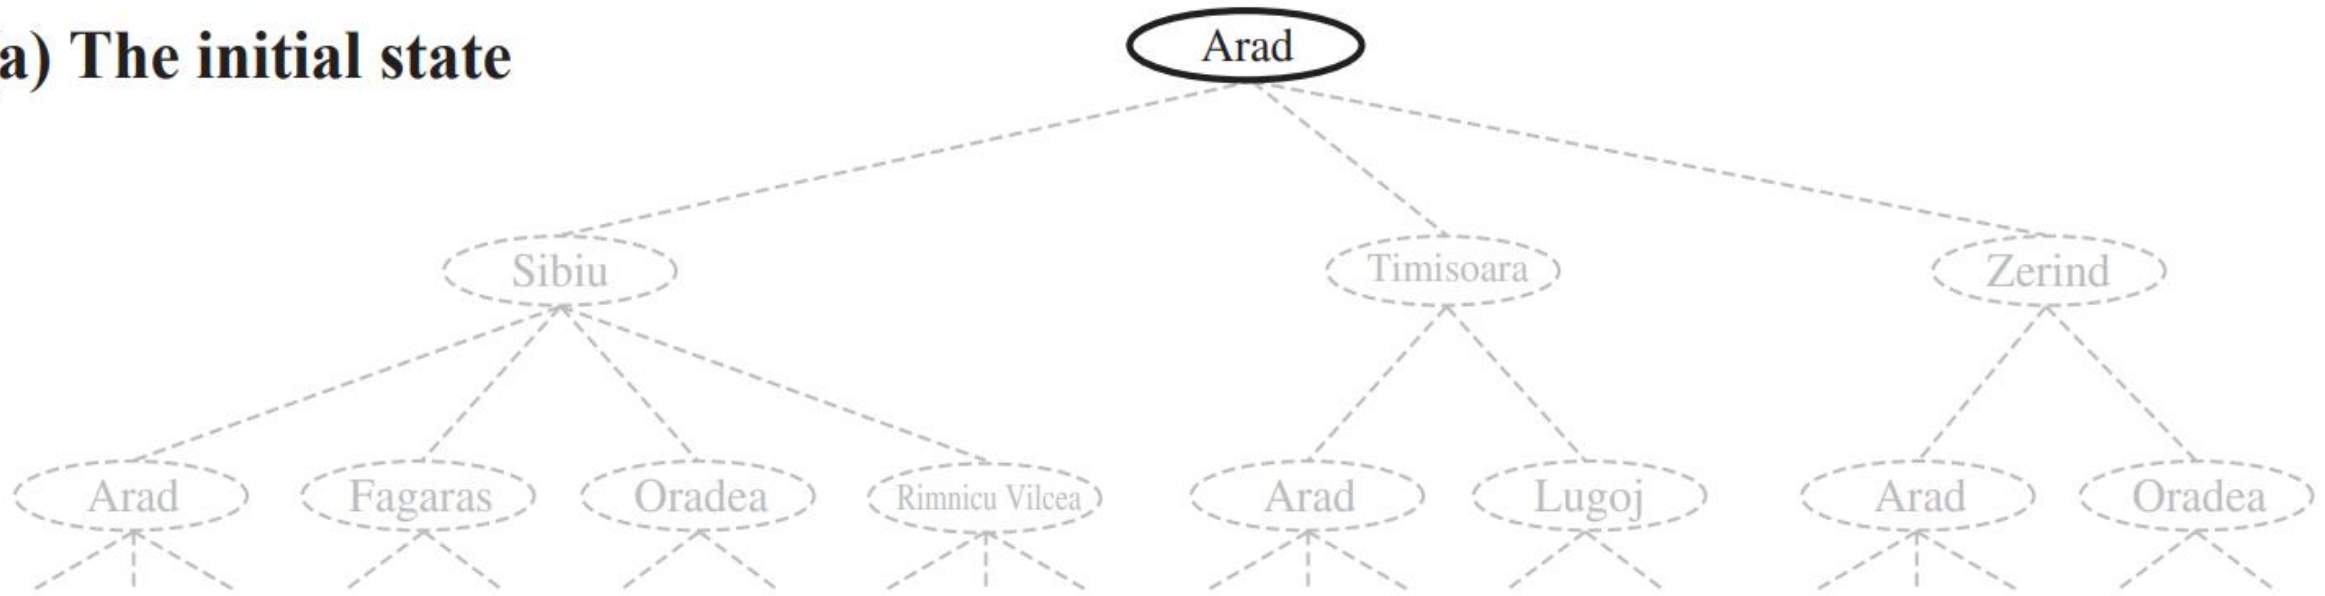 a) The initial state
Arad
Sibiu
Timisoara
Zerind
Arad
Fagaras
Oradea
Rimnicu Vilcea
Arad
Lugoj
Arad
Oradea